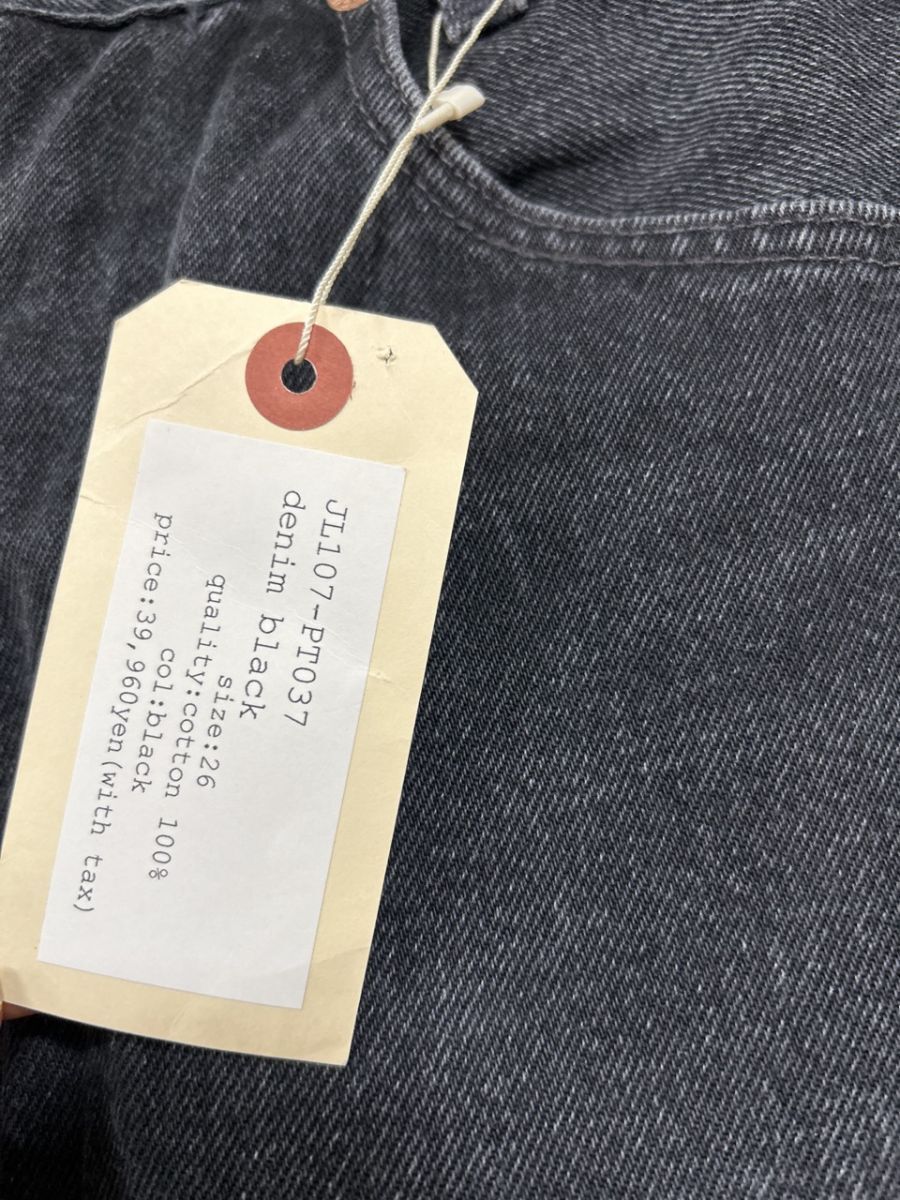 JL107-PT037
denim black
size:26
quality:cotton 100%
col:black
price:39,960yen(with tax)